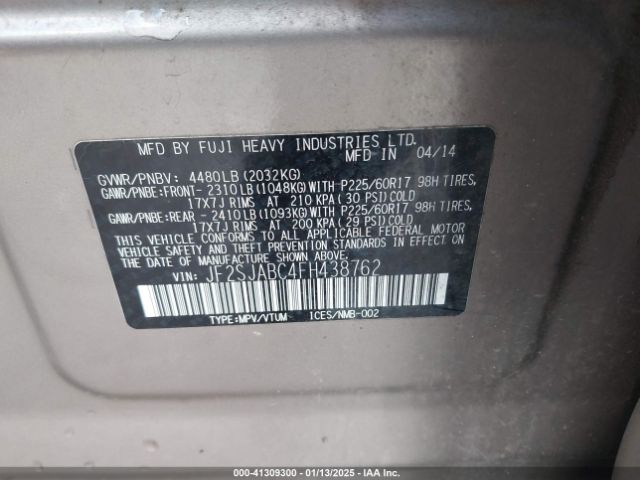 MFD BY FUJI HEAVY INDUSTRIES LTD.
MFD IN 04/14
GVWR/PNBV: 4480LB(2032KG)
GAWR/PNBE:FRONT- 2310LB(1048KG)WITH P225/60R17 98H TIRES,
17X7J RIMS AT 210 KPA(30 PSI)COLD
GAWR/PNBE:REAR - 2410LB(1093KG)WITH P225/60R17 98H TIRES,
17X7J RIMS AT 200 KPA(29 PSI)COLD
THIS VEHICLE CONFORMS TO ALL APPLICABLE FEDERAL MOTOR
VEHICLE SAFETY AND BUMPER STANDARDS IN EFFECT ON
THE DATE OF MANUFACTURE SHOWN ABOVE.
VIN: JF2SJABC4FH438762
TYPE:MPV/VTUM ICES/NMB-002
000-41309300 - 01/13/2025 - IAAI.COM